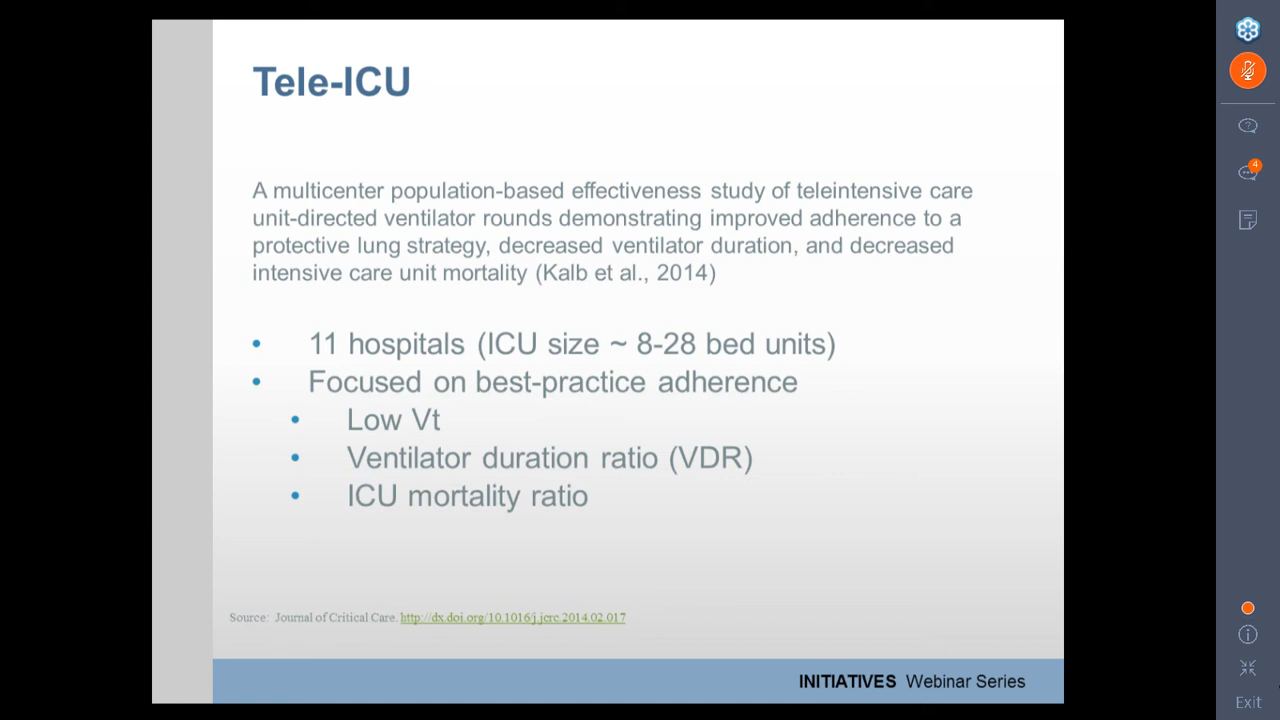 Tele-ICU
A multicenter population-based effectiveness study of teleintensive care
unit-directed ventilator rounds demonstrating improved adherence to a
protective lung strategy, decreased ventilator duration, and decreased
intensive care unit mortality (Kalb et al., 2014)
• 11 hospitals (ICU size ~ 8-28 bed units)
• Focused on best-practice adherence
• Low Vt
• Ventilator duration ratio (VDR)
• ICU mortality ratio
Source: Journal of Critical Care. http://dx.doi.org/10.1016/j.jcrc.2014.02.017
INITIATIVES Webinar Series
4
Exit